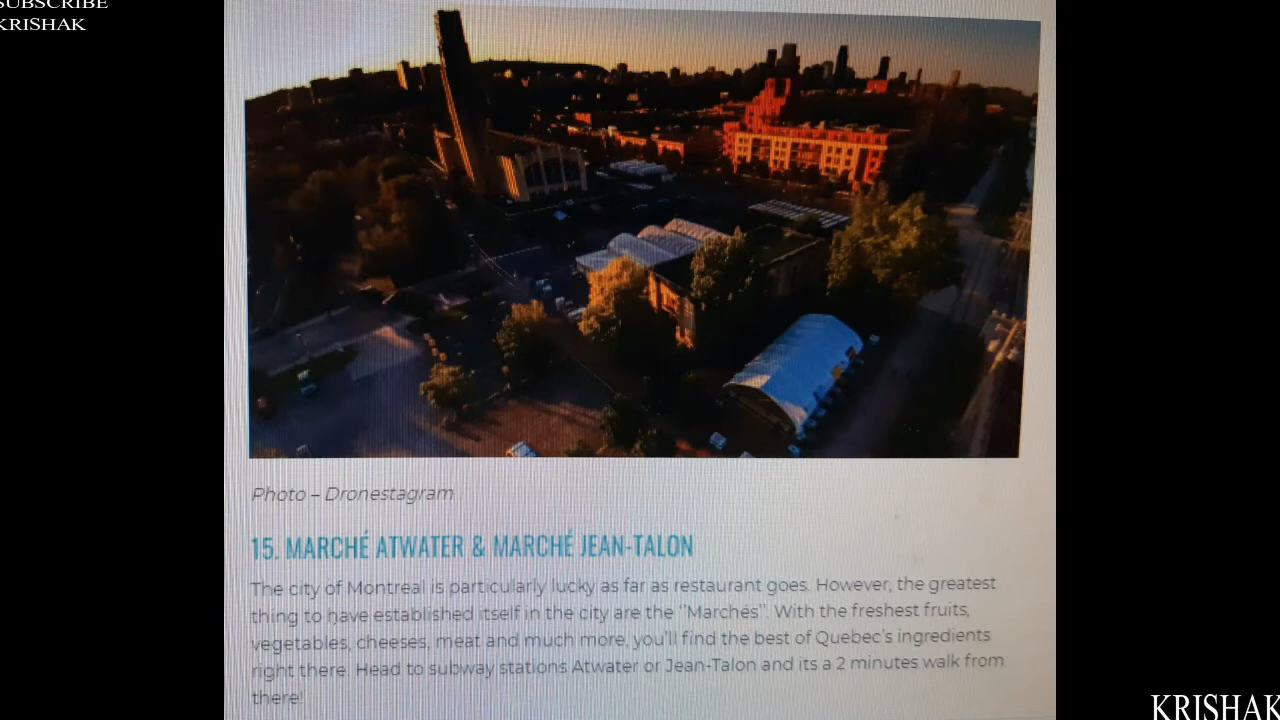 SUBSCRIBE
KRISHAK
Photo – Dronestagram
15. MARCHÉ ATWATER & MARCHÉ JEAN-TALON
The city of Montreal is particularly lucky as far as restaurant goes. However, the greatest
thing to have established itself in the city are the “Marchés”. With the freshest fruits,
vegetables, cheeses, meat and much more, you’ll find the best of Quebec’s ingredients
right there. Head to subway stations Atwater or Jean-Talon and its a 2 minutes walk from
there!
KRISHAK